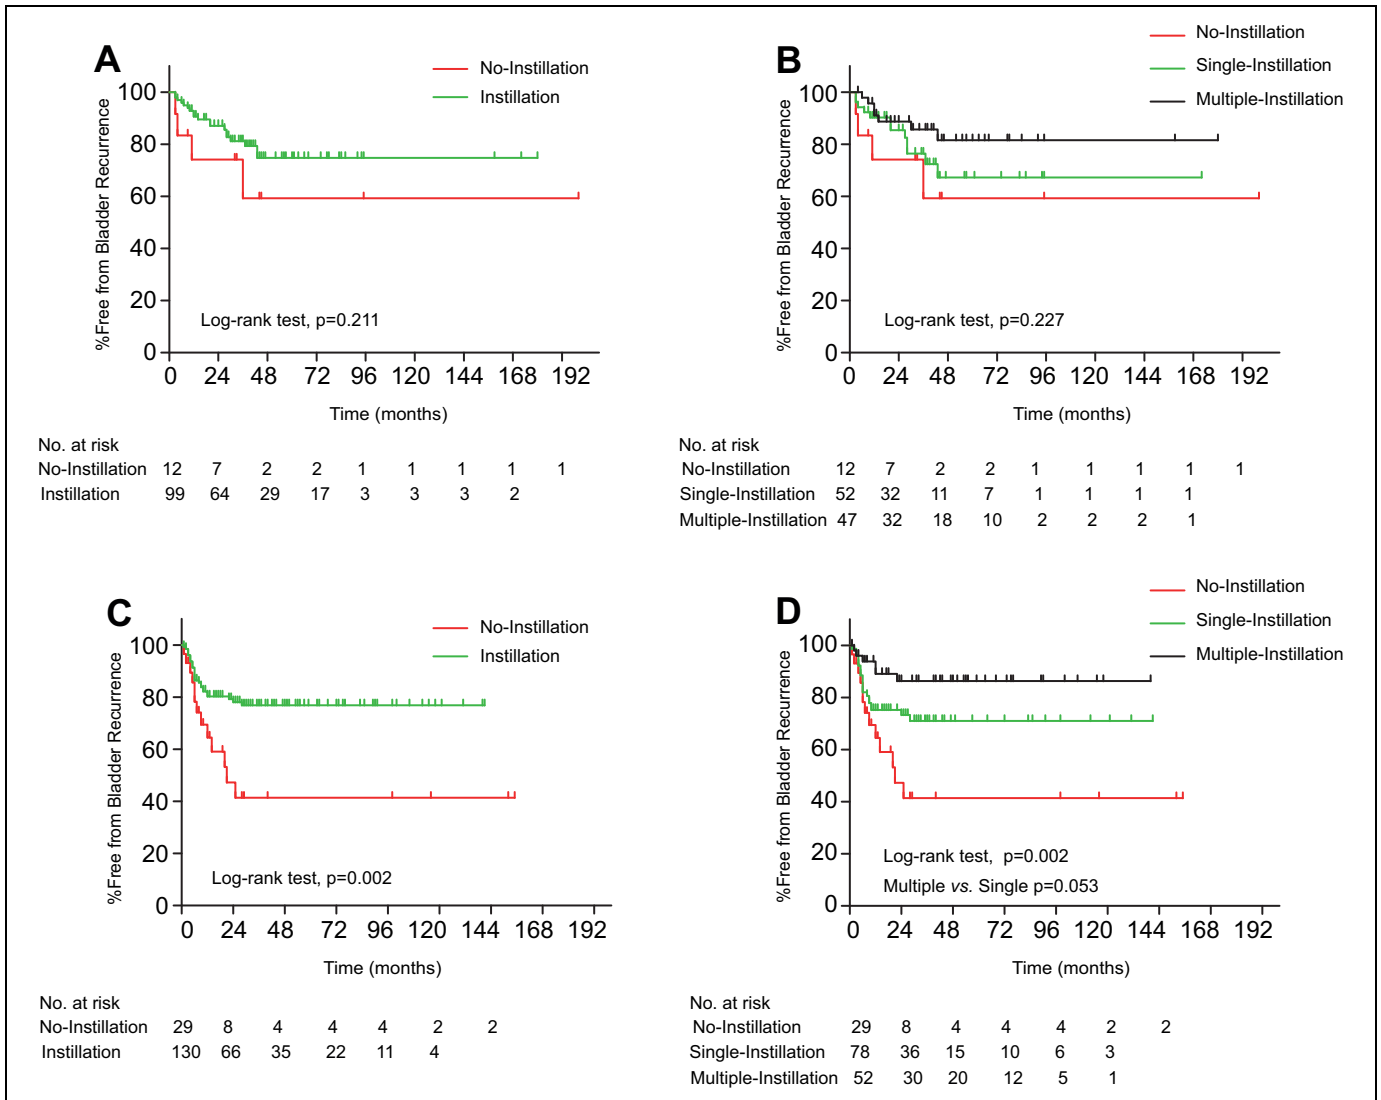 A
No-Instillation
Instillation
%Free from Bladder Recurrence
100
80
60
40
20
0
Log-rank test, p=0.211
0 24 48 72 96 120 144 168 192
Time (months)
No. at risk
No-Instillation 12 7 2 2 1 1 1 1 1
Instillation 99 64 29 17 3 3 3 2
B
No-Instillation
Single-Instillation
Multiple-Instillation
%Free from Bladder Recurrence
100
80
60
40
20
0
Log-rank test, p=0.227
0 24 48 72 96 120 144 168 192
Time (months)
No. at risk
No-Instillation 12 7 2 2 1 1 1 1 1
Single-Instillation 52 32 11 7 1 1 1 1
Multiple-Instillation 47 32 18 10 2 2 2 1
C
No-Instillation
Instillation
%Free from Bladder Recurrence
100
80
60
40
20
0
Log-rank test, p=0.002
0 24 48 72 96 120 144 168 192
Time (months)
No. at risk
No-Instillation 29 8 4 4 4 2 2
Instillation 130 66 35 22 11 4
D
No-Instillation
Single-Instillation
Multiple-Instillation
%Free from Bladder Recurrence
100
80
60
40
20
0
Log-rank test, p=0.002
Multiple vs. Single p=0.053
0 24 48 72 96 120 144 168 192
Time (months)
No. at risk
No-Instillation 29 8 4 4 4 2 2
Single-Instillation 78 36 15 10 6 3
Multiple-Instillation 52 30 20 12 5 1